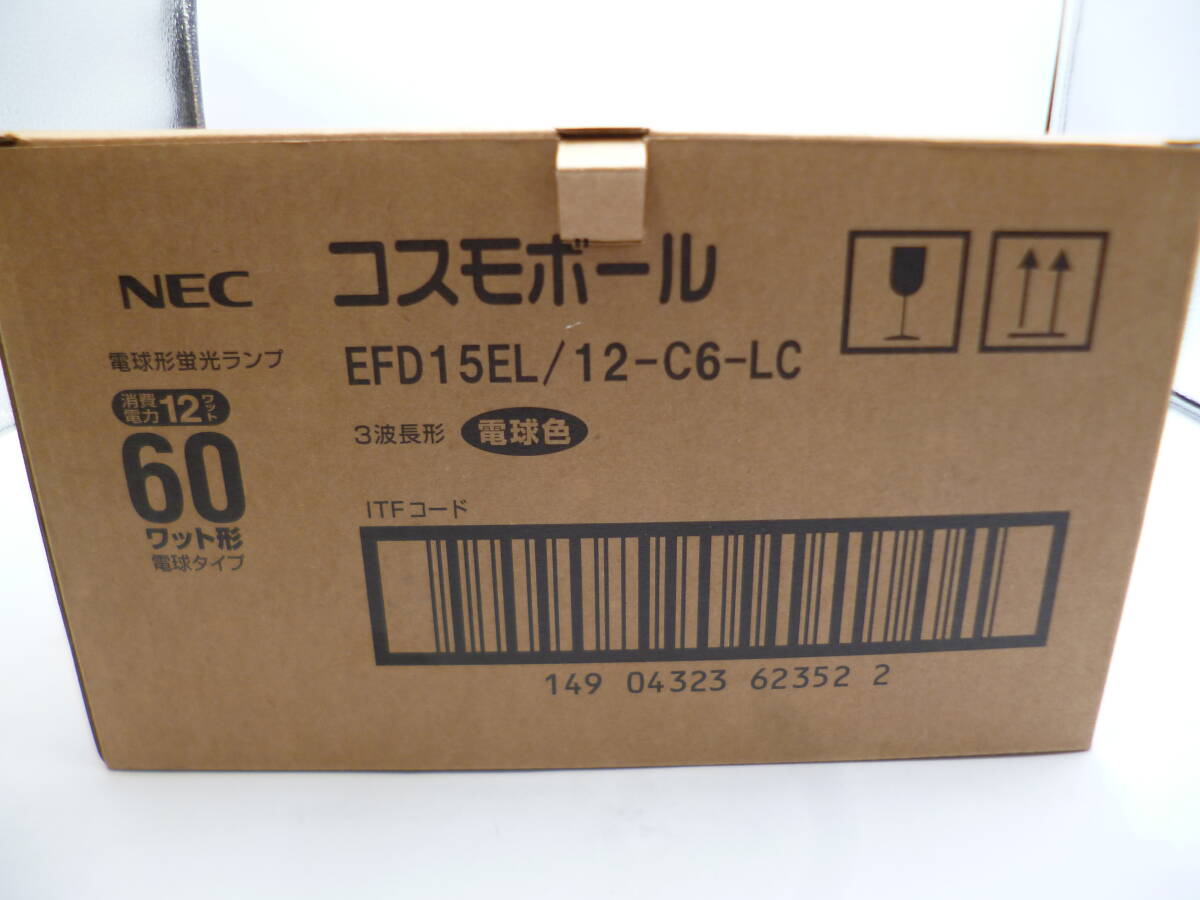 NEC
コスモボール
電球形蛍光ランプ
EFD15EL/12-C6-LC
消費電力12ワット
3波長形 電球色
60
ワット形
電球タイプ
ITFコード
149 04323 62352 2